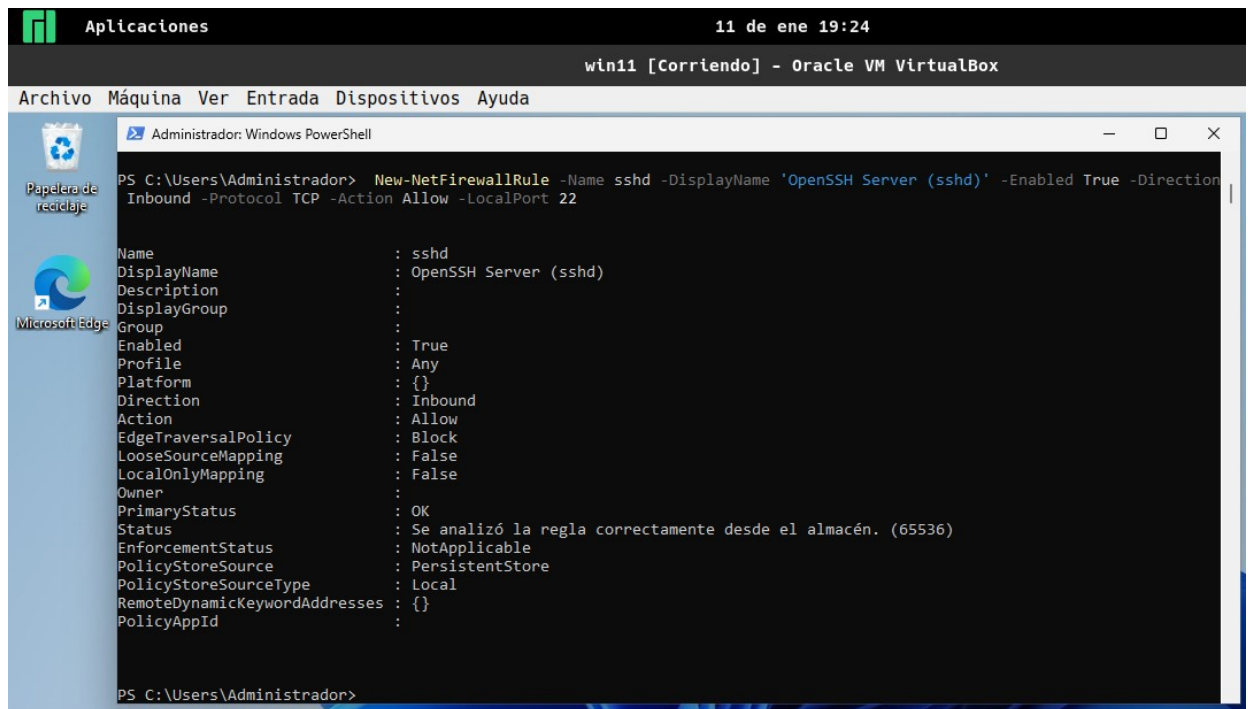 Aplicaciones 11 de ene 19:24
win11 [Corriendo] - Oracle VM VirtualBox
Archivo Máquina Ver Entrada Dispositivos Ayuda
Papelera de
reciclaje
Microsoft Edge
Administrador: Windows PowerShell
PS C:\Users\Administrador>  New-NetFirewallRule -Name sshd -DisplayName 'OpenSSH Server (sshd)' -Enabled True -Direction
 Inbound -Protocol TCP -Action Allow -LocalPort 22
Name                          : sshd
DisplayName                   : OpenSSH Server (sshd)
Description                   :
DisplayGroup                  :
Group                         :
Enabled                       : True
Profile                       : Any
Platform                      : {}
Direction                     : Inbound
Action                        : Allow
EdgeTraversalPolicy           : Block
LooseSourceMapping            : False
LocalOnlyMapping              : False
Owner                         :
PrimaryStatus                 : OK
Status                        : Se analizó la regla correctamente desde el almacén. (65536)
EnforcementStatus             : NotApplicable
PolicyStoreSource             : PersistentStore
PolicyStoreSourceType         : Local
RemoteDynamicKeywordAddresses : {}
PolicyAppId                   :
PS C:\Users\Administrador>